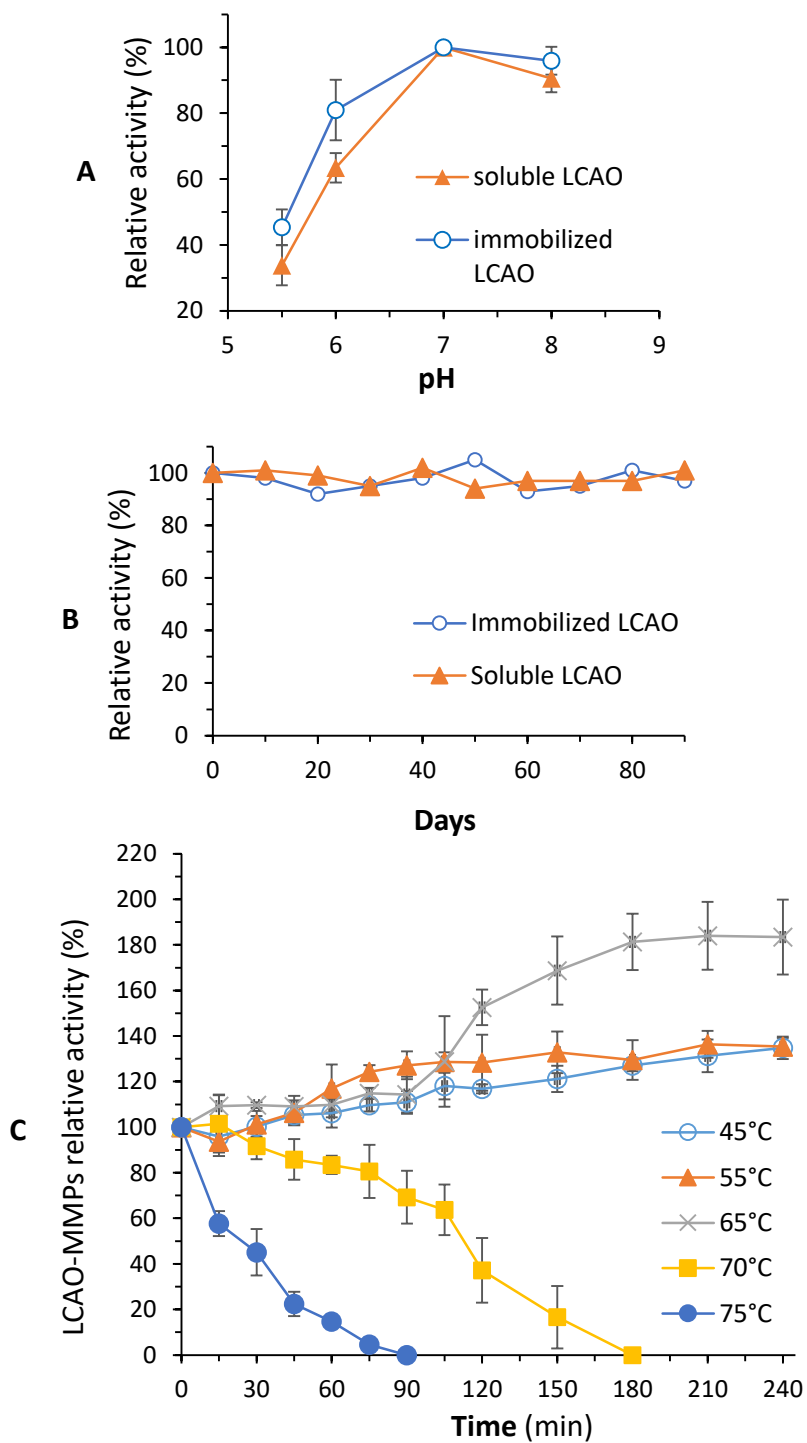 A
Relative activity (%)
100
80
60
40
20
5
6
7
8
9
pH
soluble LCAO
immobilized
LCAO
B
Relative activity (%)
100
80
60
40
20
0
0
20
40
60
80
Days
Immobilized LCAO
Soluble LCAO
C
LCAO-MMPs relative activity (%)
220
200
180
160
140
120
100
80
60
40
20
0
0
30
60
90
120
150
180
210
240
Time (min)
45°C
55°C
65°C
70°C
75°C